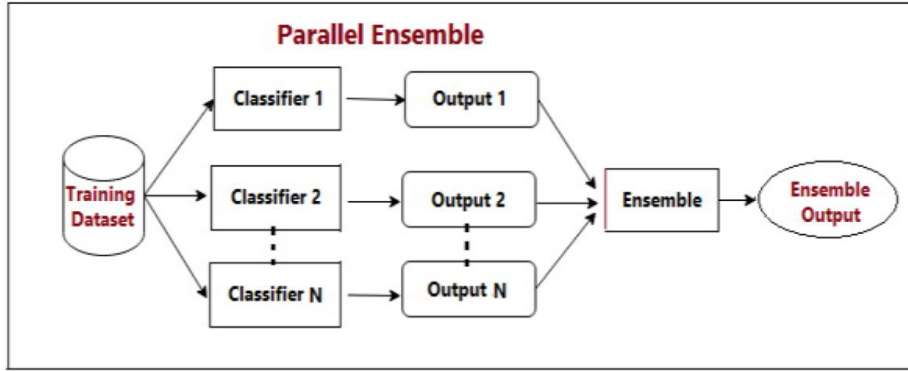 Parallel Ensemble
Classifier 1
Output 1
Training
Dataset
Classifier 2
Output 2
Ensemble
Ensemble
Output
Classifier N
Output N